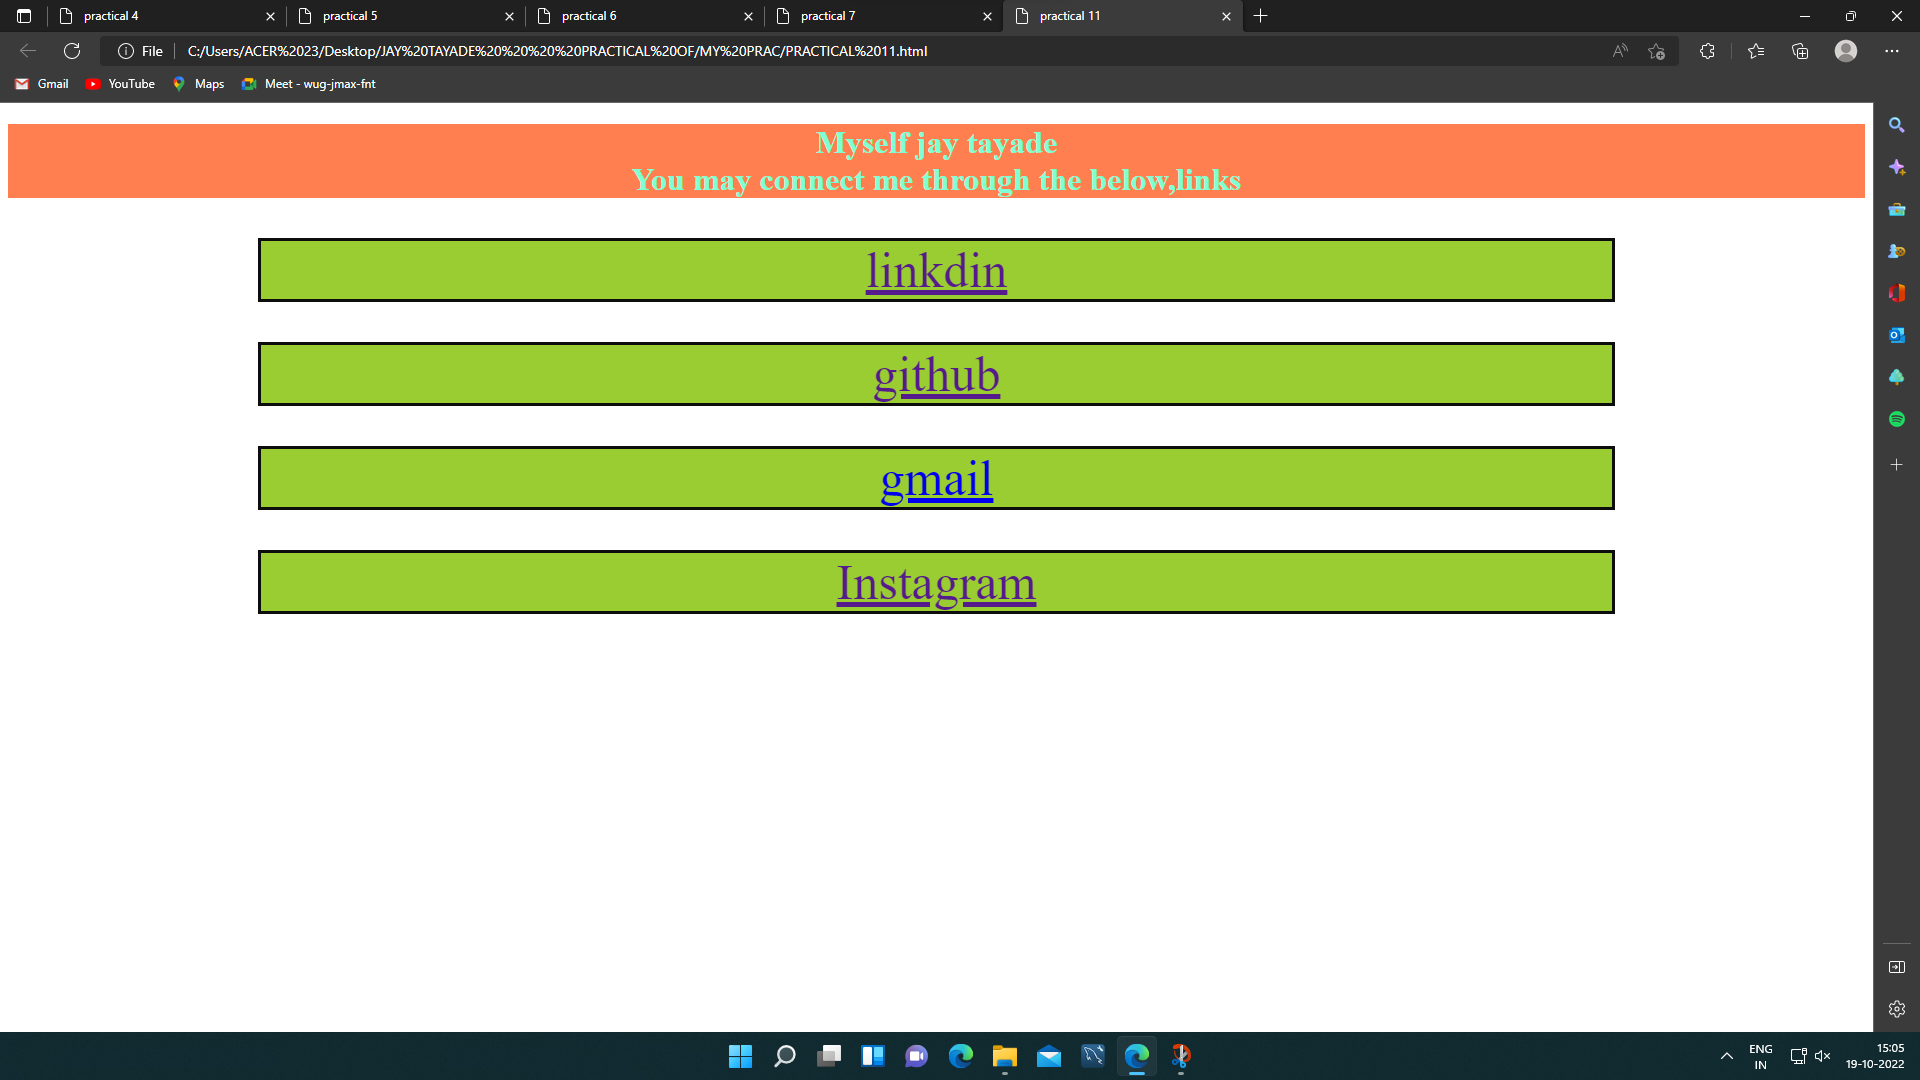 practical 4
practical 5
practical 6
practical 7
practical 11
File
C:/Users/ACER%2023/Desktop/JAY%20TAYADE%20%20%20%20PRACTICAL%20OF/MY%20PRAC/PRACTICAL%2011.html
Gmail
YouTube
Maps
Meet - wug-jmax-fnt
Myself jay tayade
You may connect me through the below,links
linkdin
github
gmail
Instagram
ENG
IN
15:05
19-10-2022